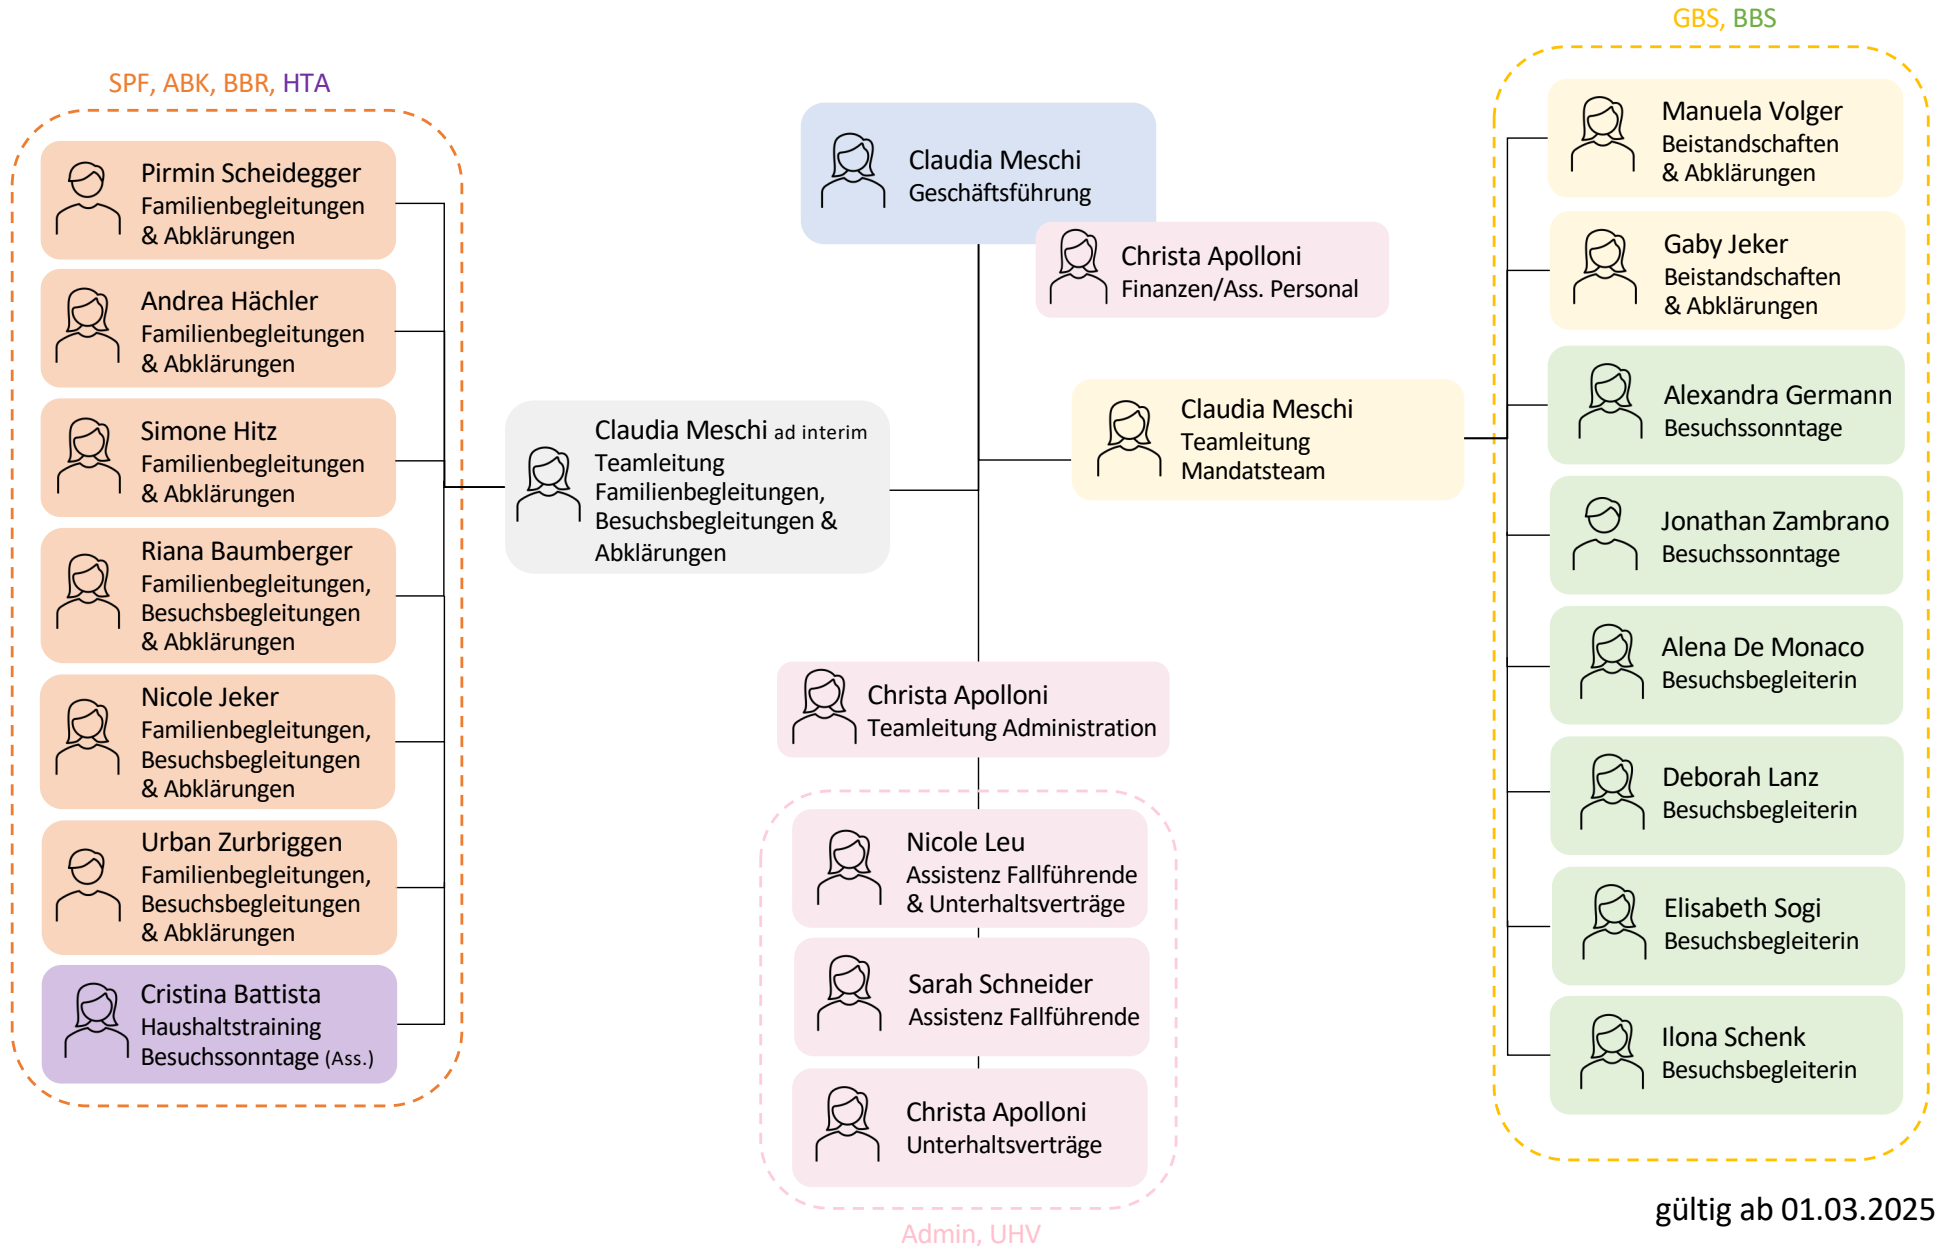 SPF, ABK, BBR, HTA
Pirmin Scheidegger
Familienbegleitungen
& Abklärungen
Andrea Hächler
Familienbegleitungen
& Abklärungen
Simone Hitz
Familienbegleitungen
& Abklärungen
Riana Baumberger
Familienbegleitungen,
Besuchsbegleitungen
& Abklärungen
Nicole Jeker
Familienbegleitungen,
Besuchsbegleitungen
& Abklärungen
Urban Zurbriggen
Familienbegleitungen,
Besuchsbegleitungen
& Abklärungen
Cristina Battista
Haushaltstraining
Besuchssonntage (Ass.)
Claudia Meschi
Geschäftsführung
Christa Apolloni
Finanzen/Ass. Personal
Claudia Meschi ad interim
Teamleitung
Familienbegleitungen,
Besuchsbegleitungen &
Abklärungen
Claudia Meschi
Teamleitung
Mandatsteam
Christa Apolloni
Teamleitung Administration
Nicole Leu
Assistenz Fallführende
& Unterhaltsverträge
Sarah Schneider
Assistenz Fallführende
Christa Apolloni
Unterhaltsverträge
Admin, UHV
GBS, BBS
Manuela Volger
Beistandschaften
& Abklärungen
Gaby Jeker
Beistandschaften
& Abklärungen
Alexandra Germann
Besuchssonntage
Jonathan Zambrano
Besuchssonntage
Alena De Monaco
Besuchsbegleiterin
Deborah Lanz
Besuchsbegleiterin
Elisabeth Sogi
Besuchsbegleiterin
Ilona Schenk
Besuchsbegleiterin
gültig ab 01.03.2025